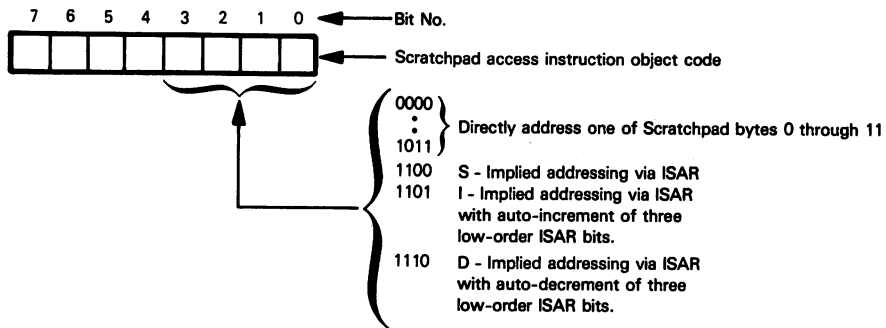 7 6 5 4 3 2 1 0 Bit No.
Scratchpad access instruction object code
0000
Directly address one of Scratchpad bytes 0 through 11
1011
1100 S - Implied addressing via ISAR
1101 I - Implied addressing via ISAR
with auto-increment of three
low-order ISAR bits.
1110 D - Implied addressing via ISAR
with auto-decrement of three
low-order ISAR bits.